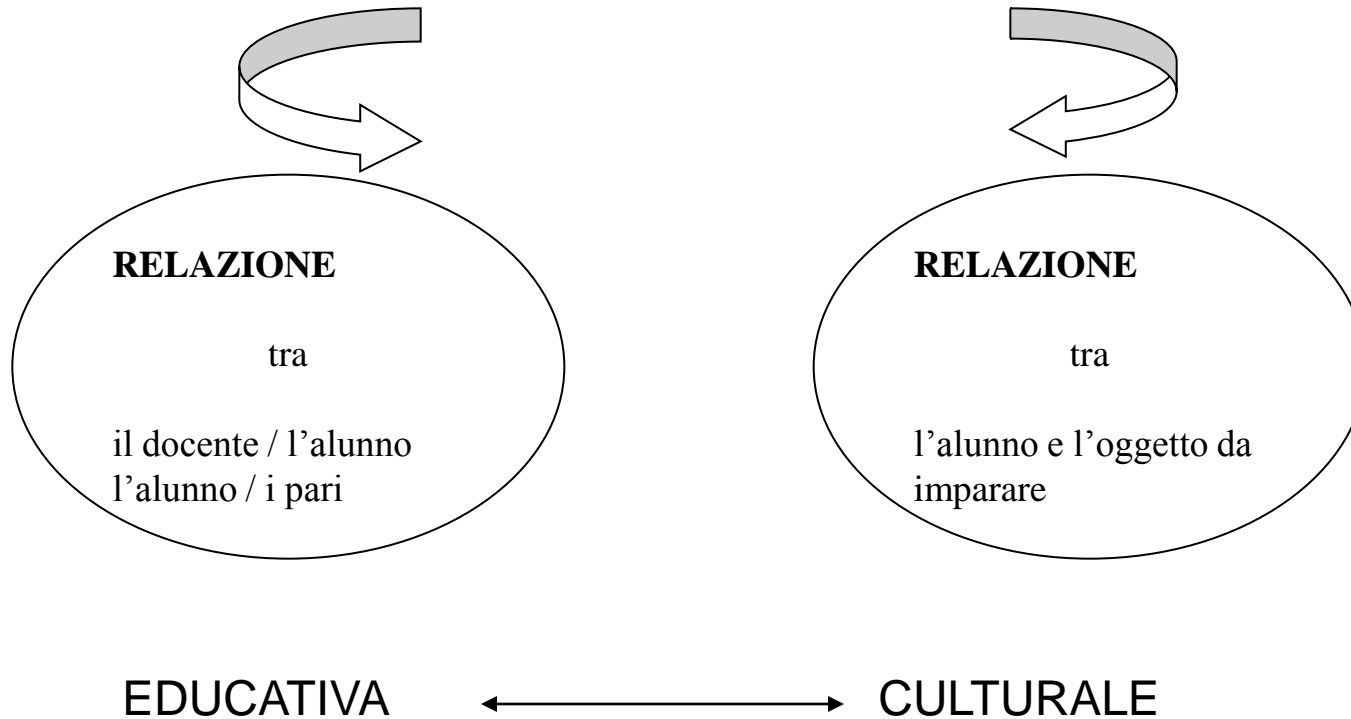 RELAZIONE
tra
il docente / l’alunno
l’alunno / i pari
RELAZIONE
tra
l’alunno e l’oggetto da
imparare
EDUCATIVA
CULTURALE